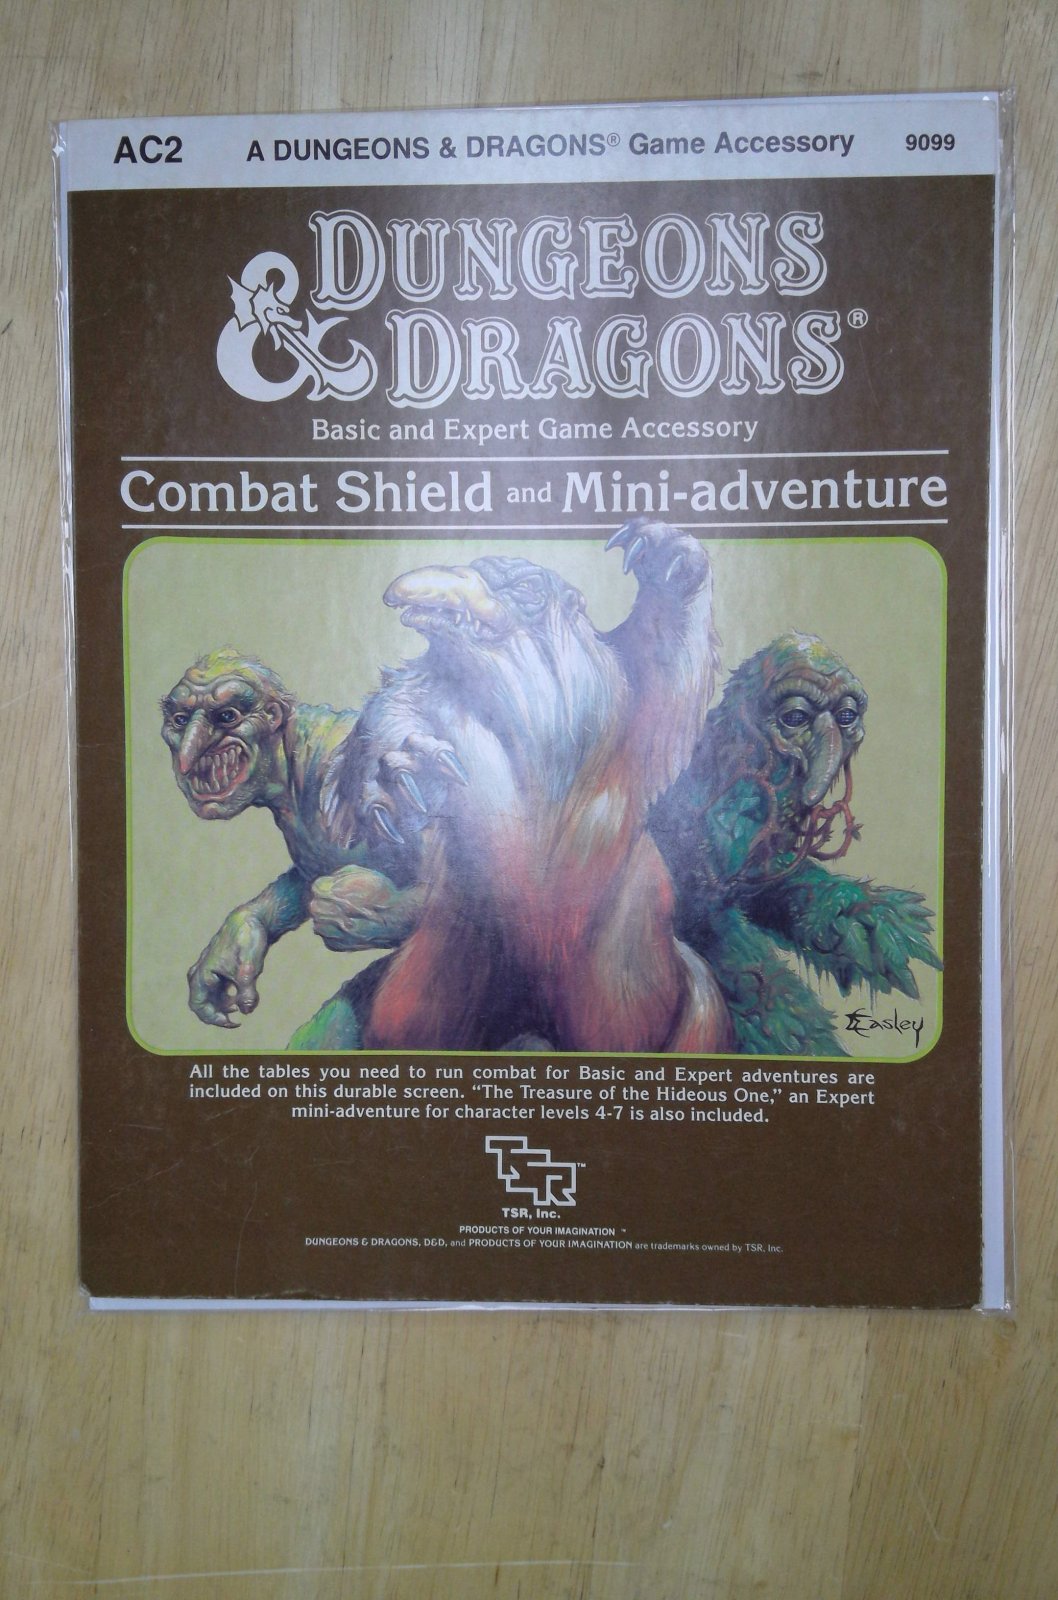 AC2 A DUNGEONS & DRAGONS® Game Accessory 9099
DUNGEONS
& DRAGONS®
Basic and Expert Game Accessory
Combat Shield and Mini-adventure
Easley
All the tables you need to run combat for Basic and Expert adventures are
included on this durable screen. “The Treasure of the Hideous One,” an Expert
mini-adventure for character levels 4-7 is also included.
TSR™
TSR, Inc.
PRODUCTS OF YOUR IMAGINATION ™
DUNGEONS & DRAGONS, D&D, and PRODUCTS OF YOUR IMAGINATION are trademarks owned by TSR, Inc.